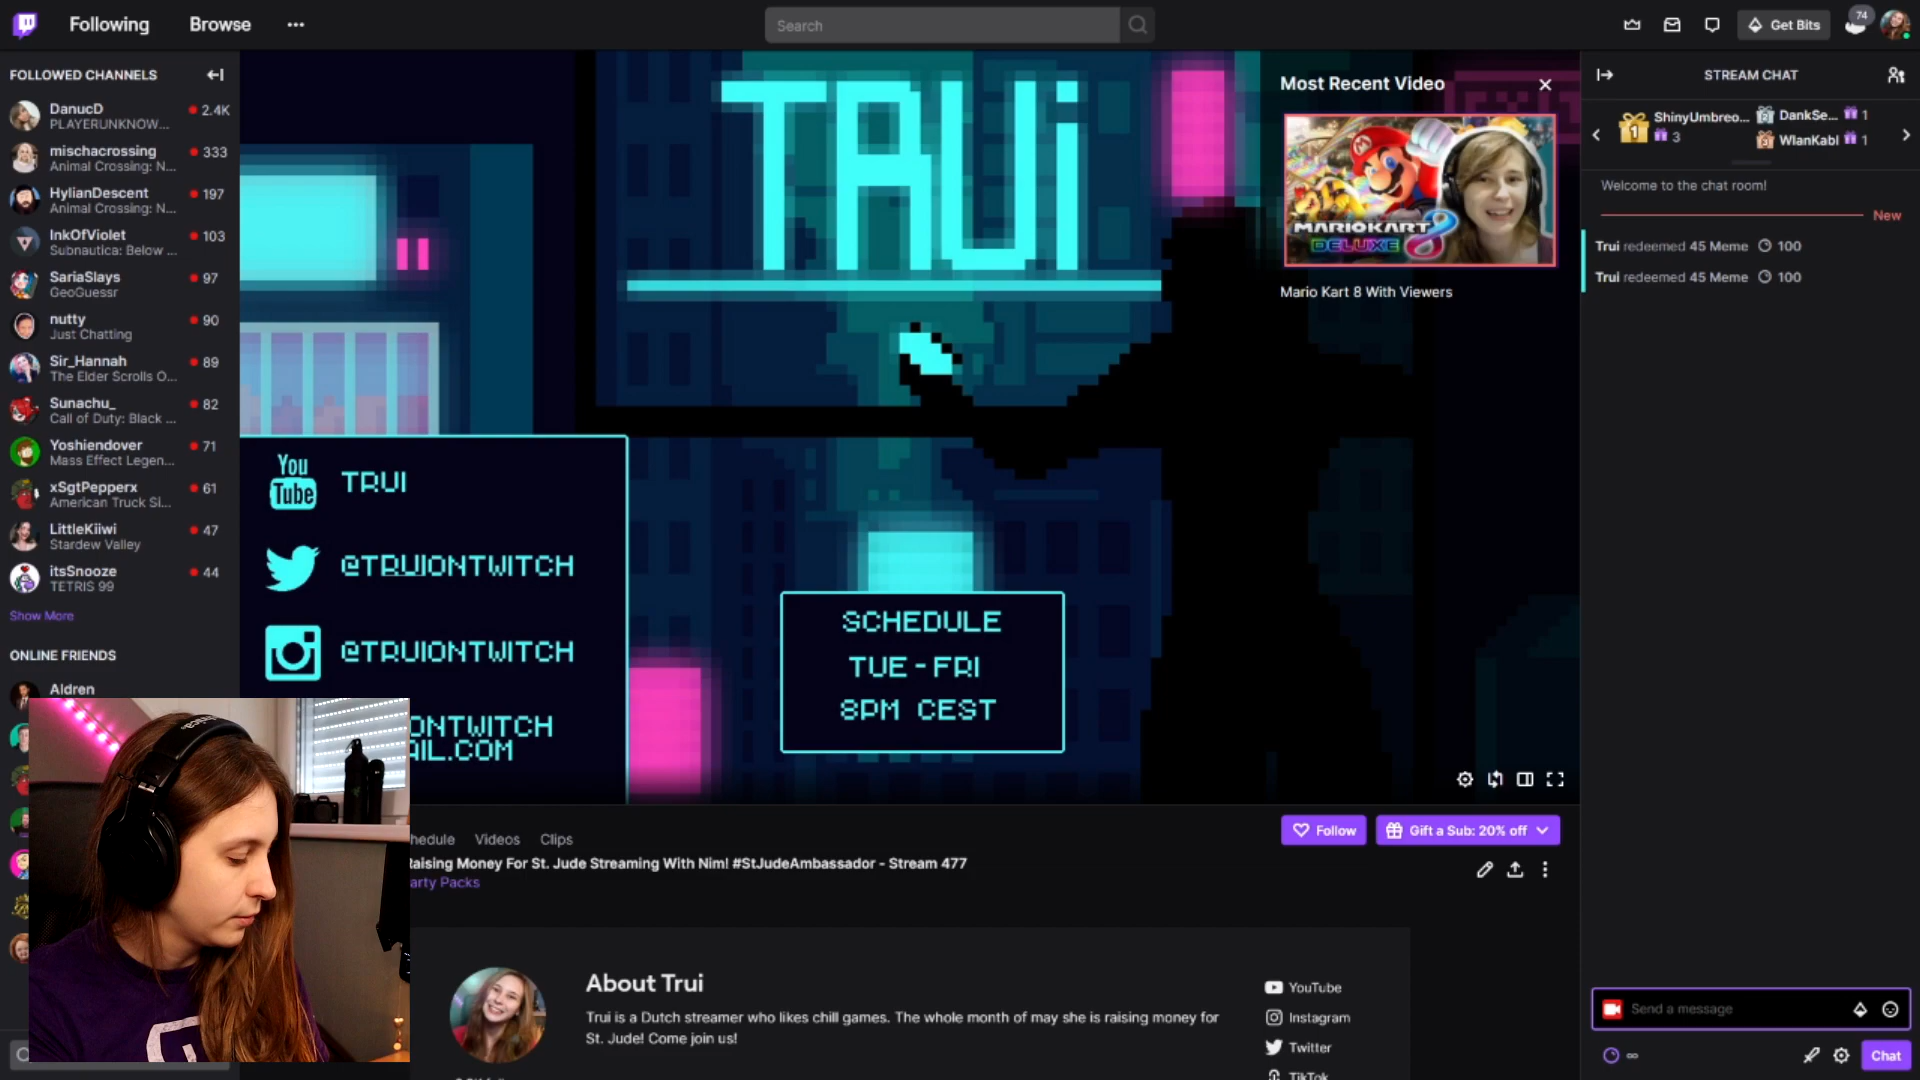 Following
Browse
Search
74
Get Bits
FOLLOWED CHANNELS
DanucD
2.4K
PLAYERUNKNOW...
mischacrossing
333
Animal Crossing: N...
HylianDescent
197
Animal Crossing: N...
InkOfViolet
103
Subnautica: Below ...
SariaSlays
97
GeoGuessr
nutty
90
Just Chatting
Sir_Hannah
89
The Elder Scrolls O...
Sunachu_
82
Call of Duty: Black ...
Yoshiendover
71
Mass Effect Legen...
xSgtPepperx
61
American Truck Si...
LittleKiiwi
47
Stardew Valley
itsSnooze
44
TETRIS 99
Show More
ONLINE FRIENDS
Aldren
TRUi
You
Tube
TRUI
@TRUIONTWITCH
@TRUIONTWITCH
ONTWITCH
AIL.COM
SCHEDULE
TUE-FRI
8PM CEST
Most Recent Video
MARIOKART
DELUXE 8
Mario Kart 8 With Viewers
hedule
Videos
Clips
Follow
Gift a Sub: 20% off
Raising Money For St. Jude Streaming With Nim! #StJudeAmbassador - Stream 477
arty Packs
About Trui
Trui is a Dutch streamer who likes chill games. The whole month of may she is raising money for
St. Jude! Come join us!
YouTube
Instagram
Twitter
TikTok
STREAM CHAT
1
ShinyUmbreo...
3
DankSe...
1
WlanKabl
1
Welcome to the chat room!
New
Trui redeemed 45 Meme 100
Trui redeemed 45 Meme 100
Send a message
Chat